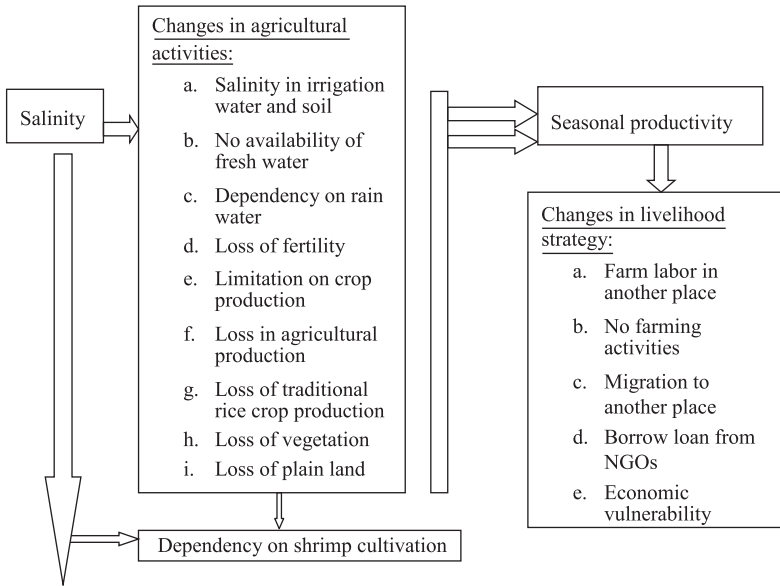 Salinity
Changes in agricultural
activities:
a. Salinity in irrigation
water and soil
b. No availability of
fresh water
c. Dependency on rain
water
d. Loss of fertility
e. Limitation on crop
production
f. Loss in agricultural
production
g. Loss of traditional
rice crop production
h. Loss of vegetation
i. Loss of plain land
Dependency on shrimp cultivation
Seasonal productivity
Changes in livelihood
strategy:
a. Farm labor in
another place
b. No farming
activities
c. Migration to
another place
d. Borrow loan from
NGOs
e. Economic
vulnerability